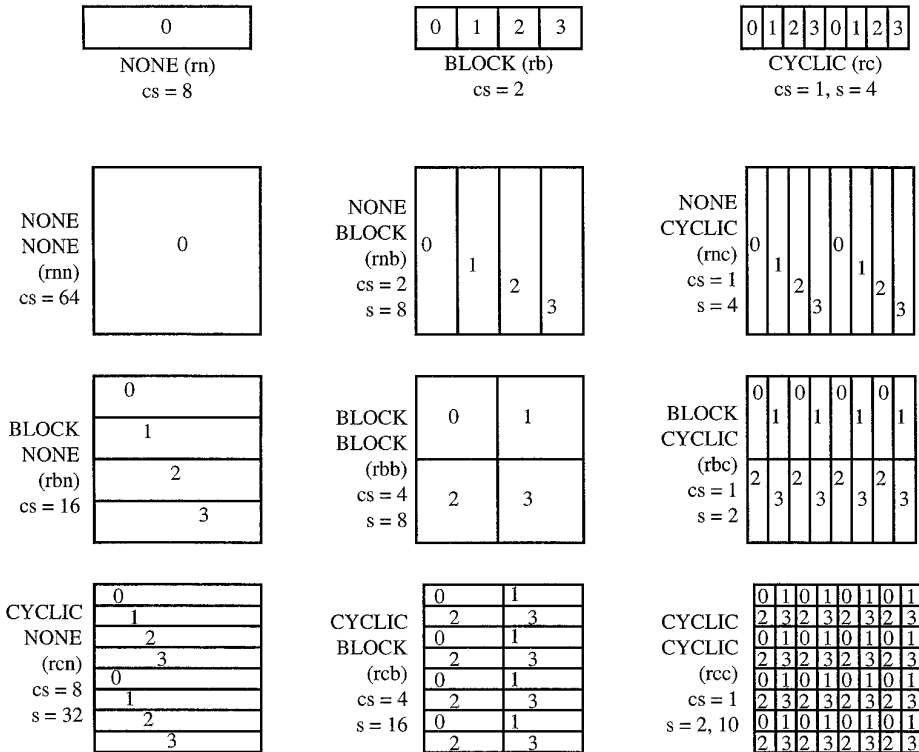 0
NONE (rn)
cs = 8
0 1 2 3
BLOCK (rb)
cs = 2
0 1 2 3 0 1 2 3
CYCLIC (rc)
cs = 1, s = 4
NONE
NONE
(rnn)
cs = 64
0
NONE
BLOCK
(rnb)
cs = 2
s = 8
0
1
2
3
NONE
CYCLIC
(rnc)
cs = 1
s = 4
0 0
1 1
2 2
3 3
BLOCK
NONE
(rbn)
cs = 16
0
1
2
3
BLOCK
BLOCK
(rbb)
cs = 4
s = 8
0 1
2 3
BLOCK
CYCLIC
(rbc)
cs = 1
s = 2
0 0 0 0
1 1 1 1
2 2 2 2
3 3 3 3
CYCLIC
NONE
(rcn)
cs = 8
s = 32
0
1
2
3
0
1
2
3
CYCLIC
BLOCK
(rcb)
cs = 4
s = 16
0 1
2 3
0 1
2 3
0 1
2 3
0 1
2 3
CYCLIC
CYCLIC
(rcc)
cs = 1
s = 2, 10
0 1 0 1 0 1 0 1
2 3 2 3 2 3 2 3
0 1 0 1 0 1 0 1
2 3 2 3 2 3 2 3
0 1 0 1 0 1 0 1
2 3 2 3 2 3 2 3
0 1 0 1 0 1 0 1
2 3 2 3 2 3 2 3